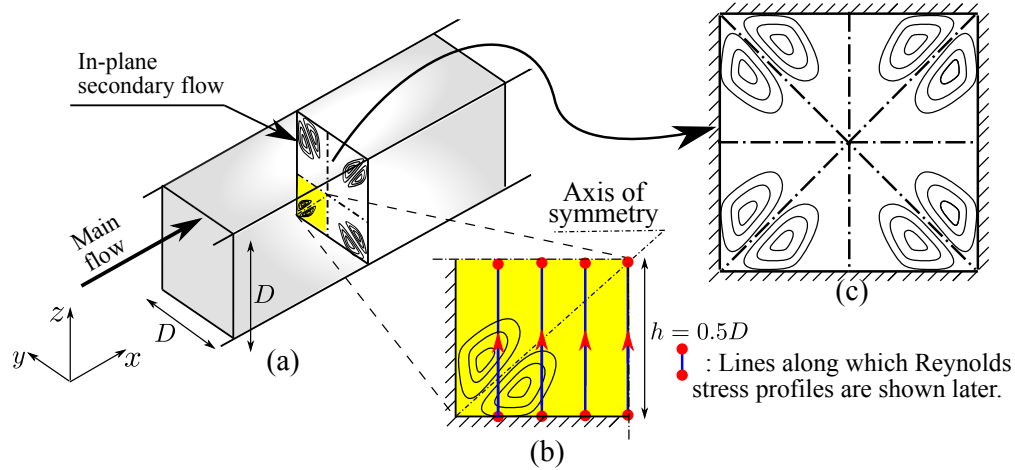 In-plane
secondary flow
Main
flow
D
D
z
y
x
(a)
Axis of
symmetry
h = 0.5D
: Lines along which Reynolds
stress profiles are shown later.
(b)
(c)